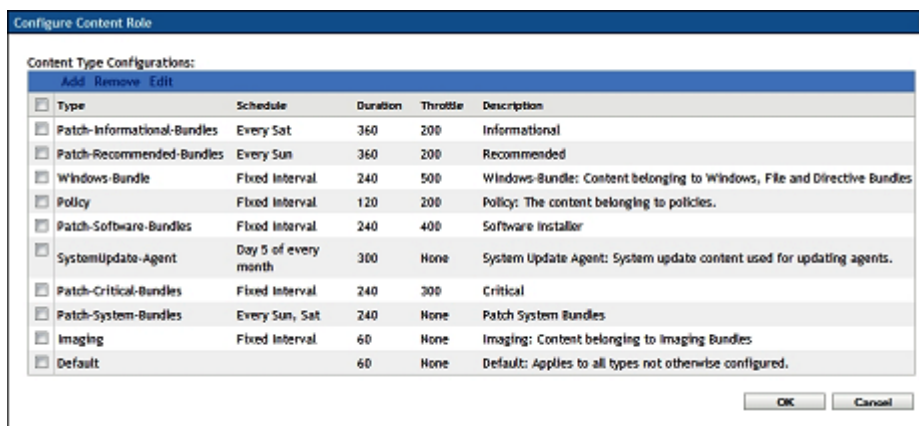 Configure Content Role
Content Type Configurations:
Add Remove Edit
Type Schedule Duration Throttle Description
Patch-Informational-Bundles Every Sat 360 200 Informational
Patch-Recommended-Bundles Every Sun 360 200 Recommended
Windows-Bundle Fixed Interval 240 500 Windows-Bundle: Content belonging to Windows, File and Directive Bundles
Policy Fixed Interval 120 200 Policy: The content belonging to policies.
Patch-Software-Bundles Fixed Interval 240 400 Software Installer
SystemUpdate-Agent Day 5 of every month 300 None System Update Agent: System update content used for updating agents.
Patch-Critical-Bundles Fixed Interval 240 300 Critical
Patch-System-Bundles Every Sun, Sat 240 None Patch System Bundles
Imaging Fixed Interval 60 None Imaging: Content belonging to Imaging Bundles
Default 60 None Default: Applies to all types not otherwise configured.
OK Cancel